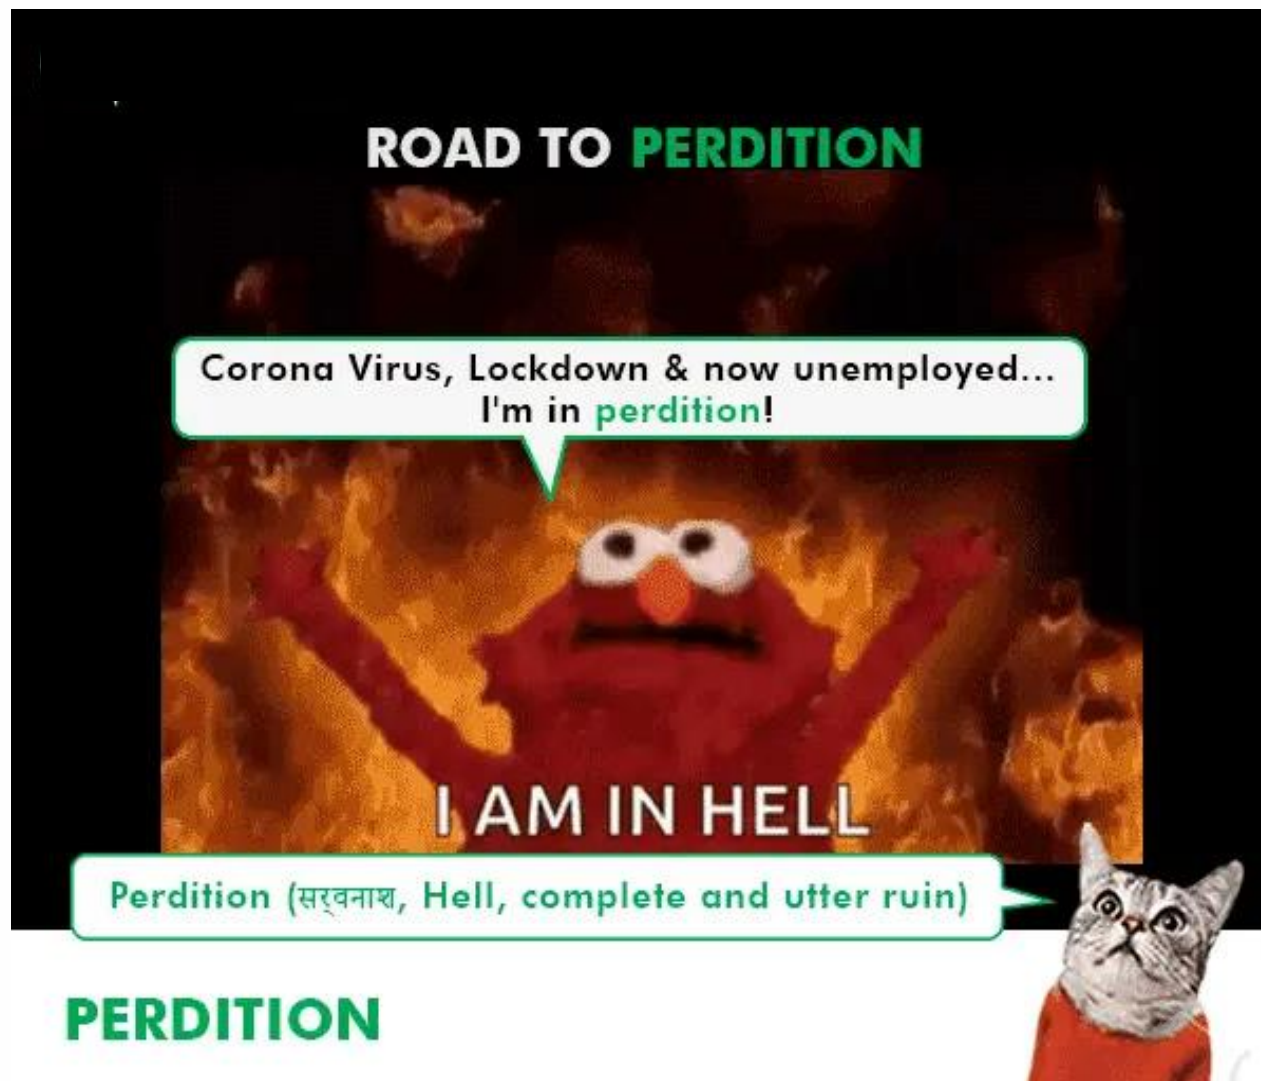 ROAD TO PERDITION
Corona Virus, Lockdown & now unemployed...
I'm in perdition!
I AM IN HELL
Perdition (सर्वनाश, Hell, complete and utter ruin)
PERDITION